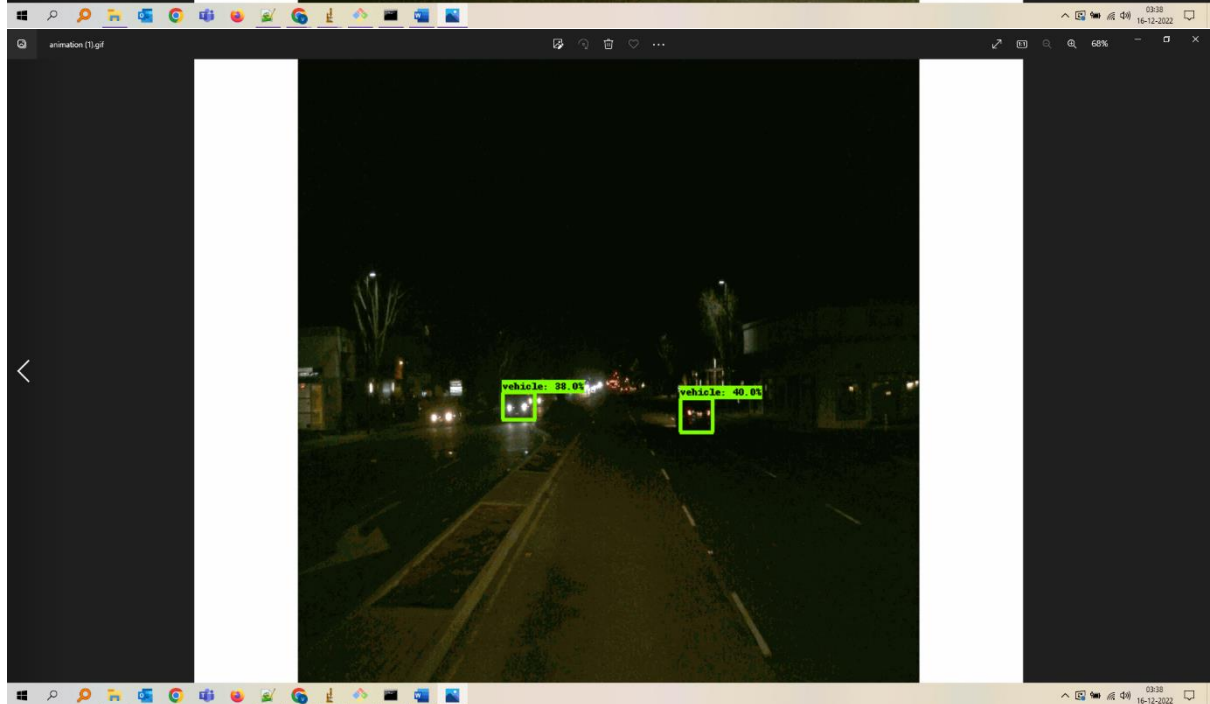 03:38
16-12-2022
animation (1).gif
68%
vehicle: 38.0%
vehicle: 40.0%
03:38
16-12-2022